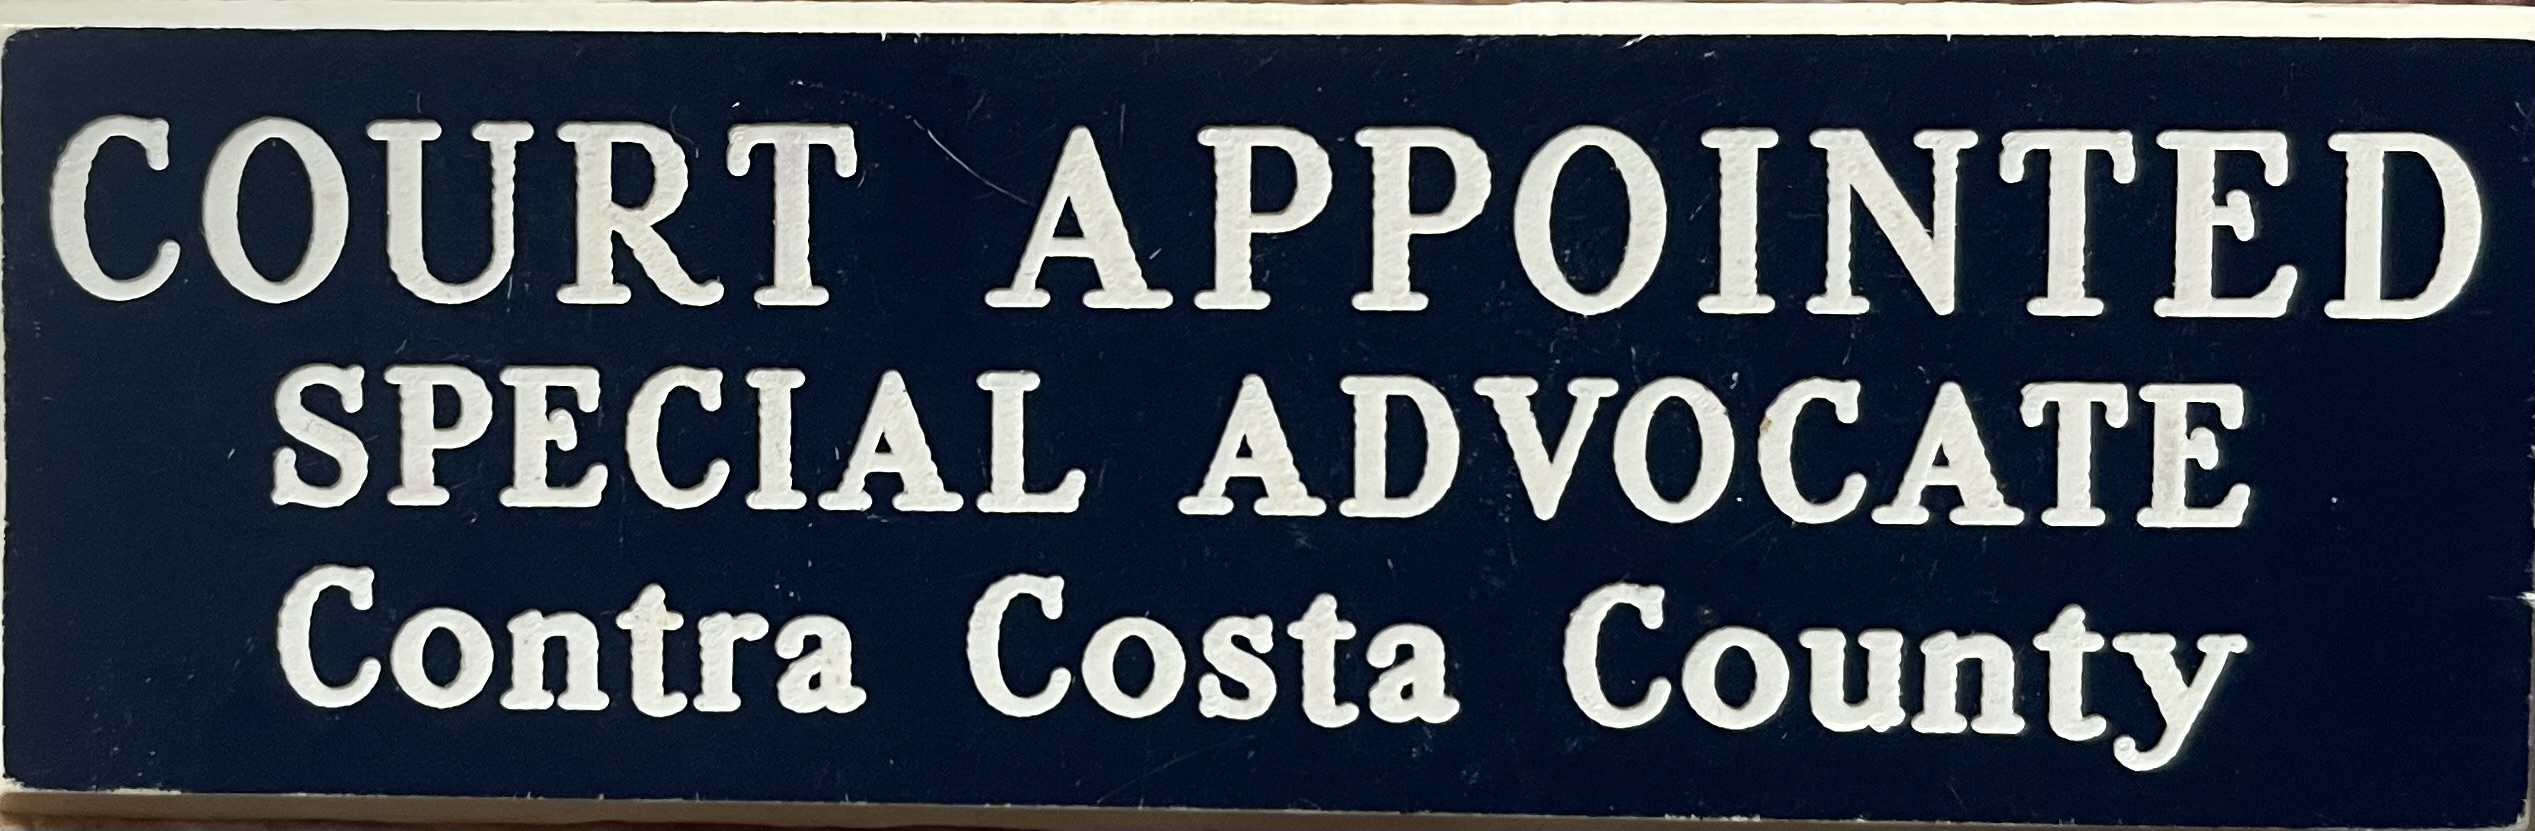 COURT APPOINTED
SPECIAL ADVOCATE
Contra Costa County